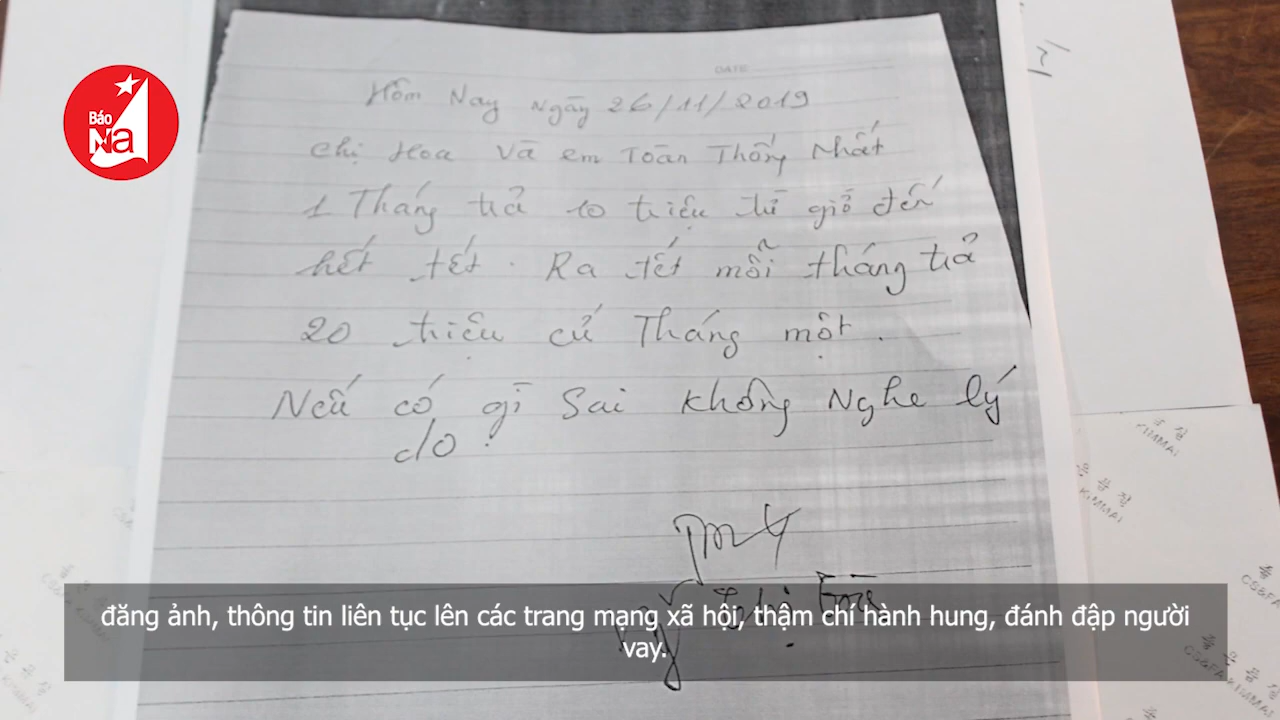 Báo
Na
DATE
Hôm Nay ngày 26/11/2019
chị Hoa và em Toàn Thống Nhất
1 Tháng trả 10 triệu từ giờ đến
hết tết. Ra tết mỗi tháng trả
20 triệu cứ Tháng một.
Nếu có gì Sai không Nghe lý
do
đăng ảnh, thông tin liên tục lên các trang mạng xã hội, thậm chí hành hung, đánh đập người
vay.
KIMMAI
KIMMAI